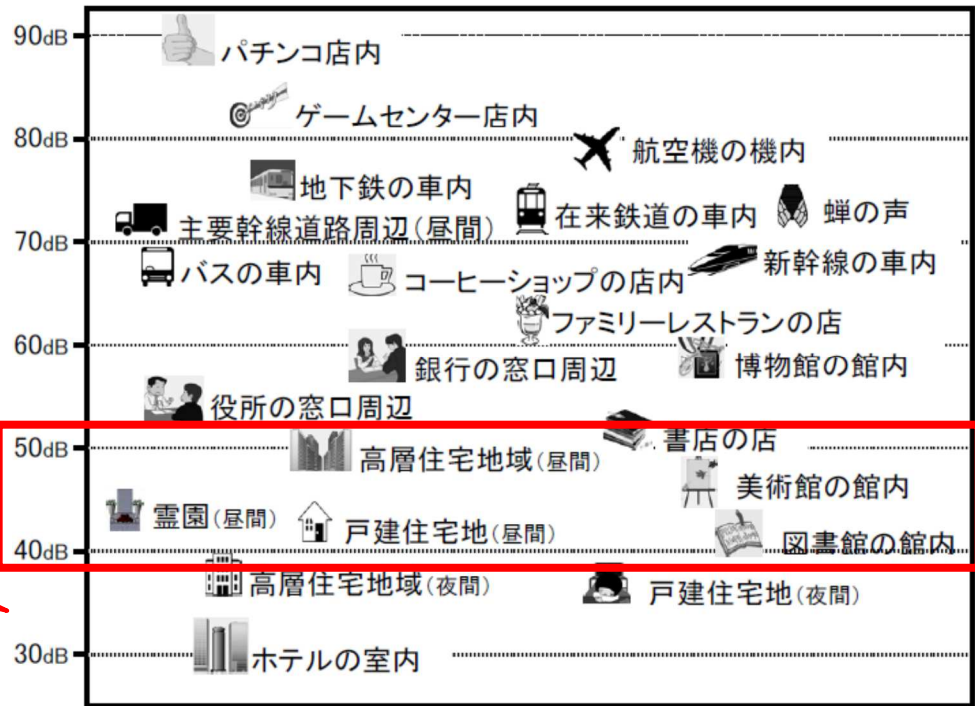 90dB
パチンコ店内
ゲームセンター店内
80dB
航空機の機内
地下鉄の車内
在来鉄道の車内
蝉の声
主要幹線道路周辺(昼間)
70dB
バスの車内
コーヒーショップの店内
新幹線の車内
ファミリーレストランの店
60dB
銀行の窓口周辺
博物館の館内
役所の窓口周辺
書店の店
50dB
高層住宅地域(昼間)
美術館の館内
霊園(昼間)
戸建住宅地(昼間)
図書館の館内
40dB
高層住宅地域(夜間)
戸建住宅地(夜間)
30dB
ホテルの室内